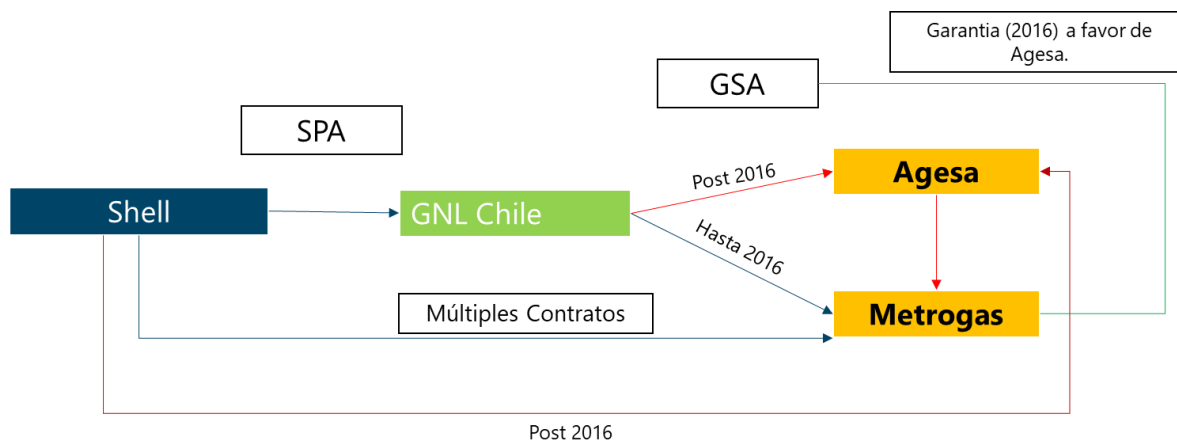 Garantia (2016) a favor de
Agesa.
GSA
SPA
Post 2016
Agesa
Shell
GNL Chile
Hasta 2016
Múltiples Contratos
Metrogas
Post 2016